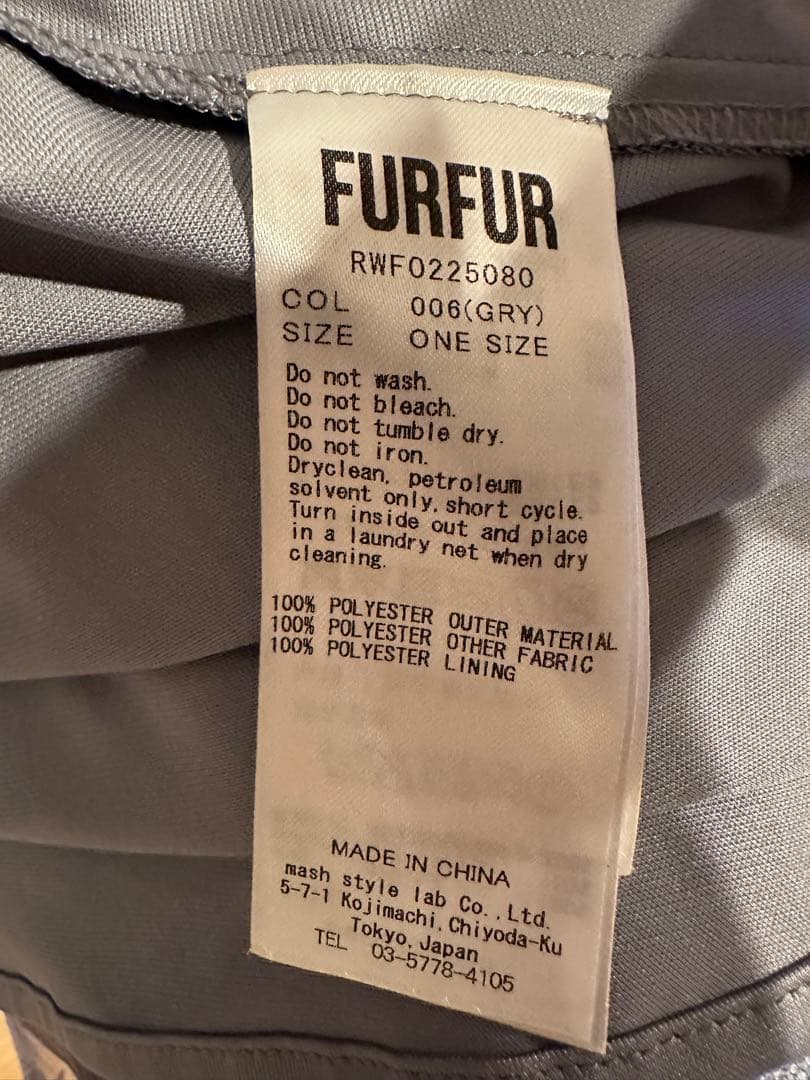 FURFUR
RWFO225080
COL 006(GRY)
SIZE ONE SIZE
Do not wash.
Do not bleach.
Do not tumble dry.
Do not iron.
Dryclean, petroleum
solvent only, short cycle.
Turn inside out and place
in a laundry net when dry
cleaning.
100% POLYESTER OUTER MATERIAL
100% POLYESTER OTHER FABRIC
100% POLYESTER LINING
MADE IN CHINA
mash style lab Co.,Ltd.
5-7-1 Kojimachi,Chiyoda-Ku
Tokyo, Japan
TEL 03-5778-4105